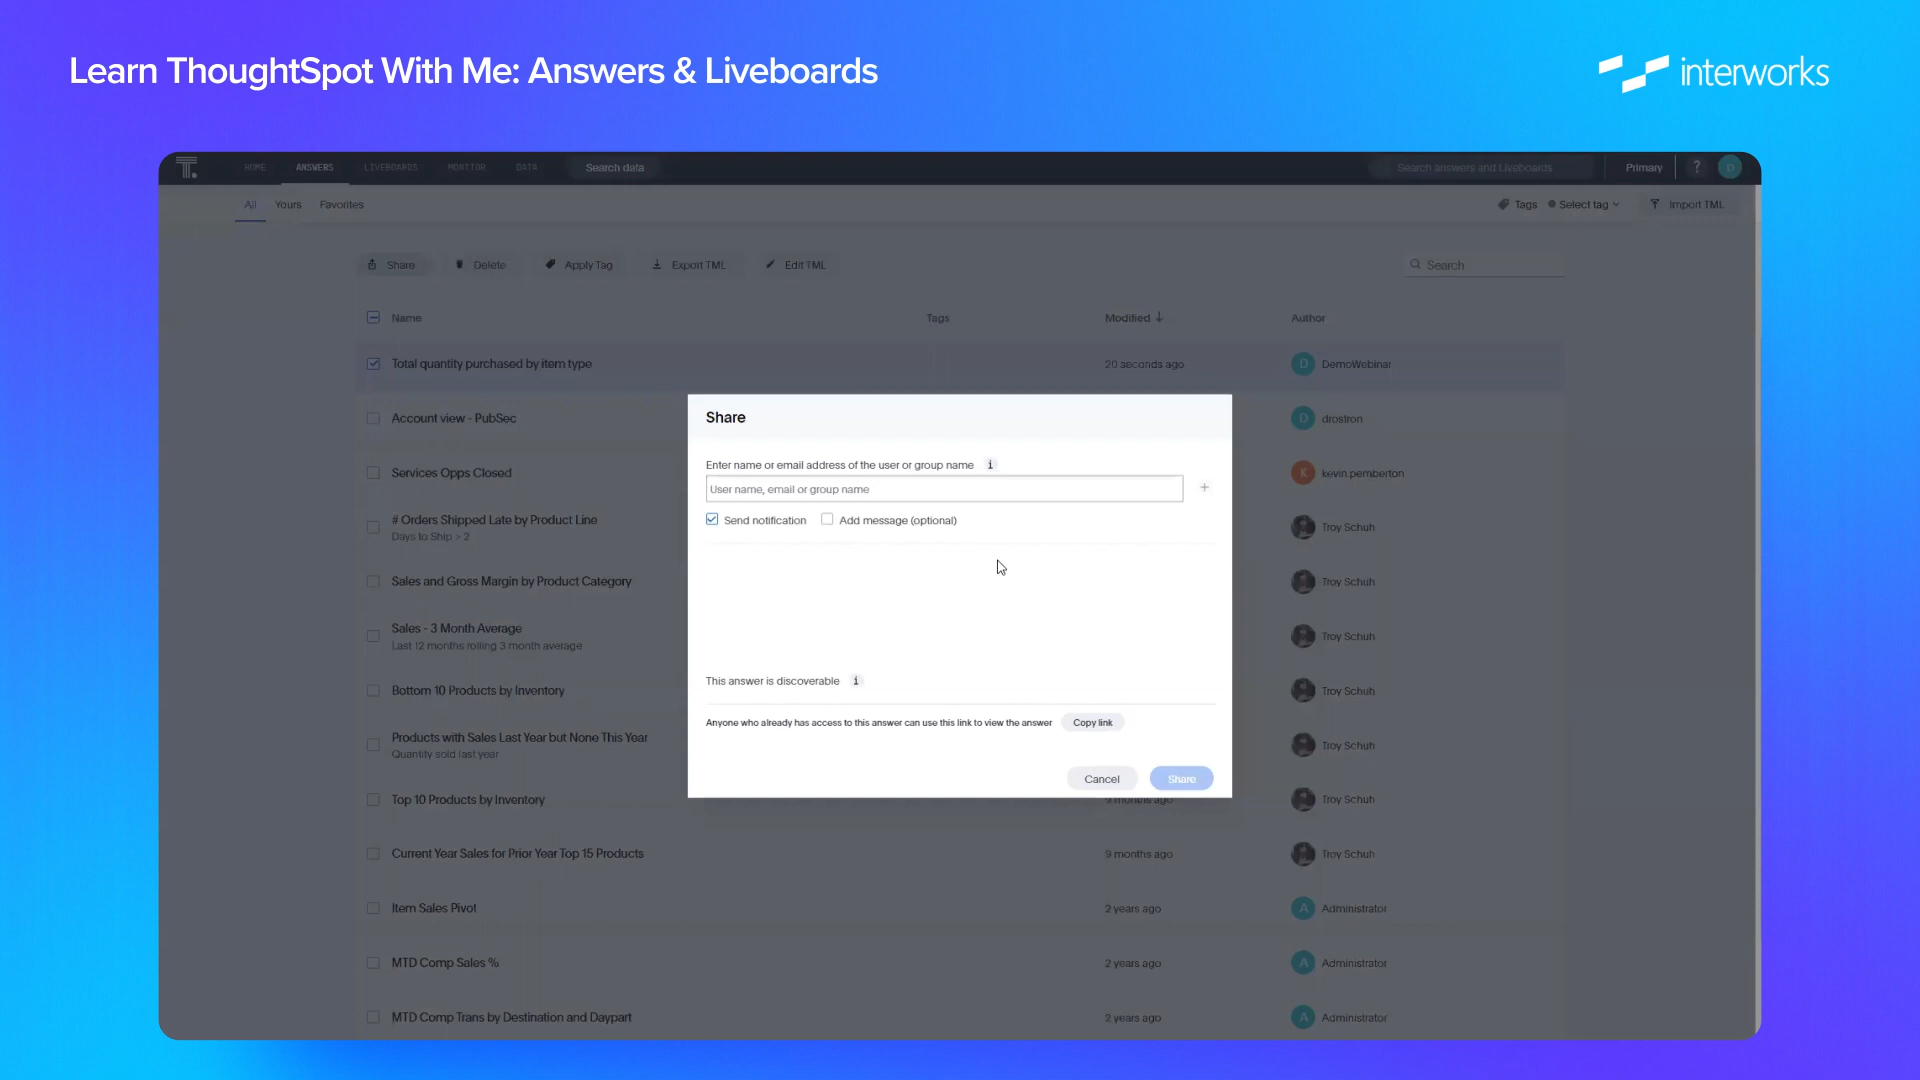 Learn ThoughtSpot With Me: Answers & Liveboards
interworks
T. HOME ANSWERS LIVEBOARDS MONITOR DATA Search data Search answers and Liveboards Primary ? D
All Yours Favorites Tags Select tag Import TML
Share Delete Apply Tag Export TML Edit TML Search
Name Tags Modified Author
Total quantity purchased by item type 20 seconds ago D DemoWebinar
Account view - PubSec D drostron
Services Opps Closed K kevin.pemberton
# Orders Shipped Late by Product Line Troy Schuh
Days to Ship > 2
Sales and Gross Margin by Product Category Troy Schuh
Sales - 3 Month Average Troy Schuh
Last 12 months rolling 3 month average
Bottom 10 Products by Inventory Troy Schuh
Products with Sales Last Year but None This Year Troy Schuh
Quantity sold last year
Top 10 Products by Inventory 9 months ago Troy Schuh
Current Year Sales for Prior Year Top 15 Products 9 months ago Troy Schuh
Item Sales Pivot 2 years ago A Administrator
MTD Comp Sales % 2 years ago A Administrator
MTD Comp Trans by Destination and Daypart 2 years ago A Administrator
Share
Enter name or email address of the user or group name i
User name, email or group name +
Send notification Add message (optional)
This answer is discoverable i
Anyone who already has access to this answer can use this link to view the answer Copy link
Cancel Share